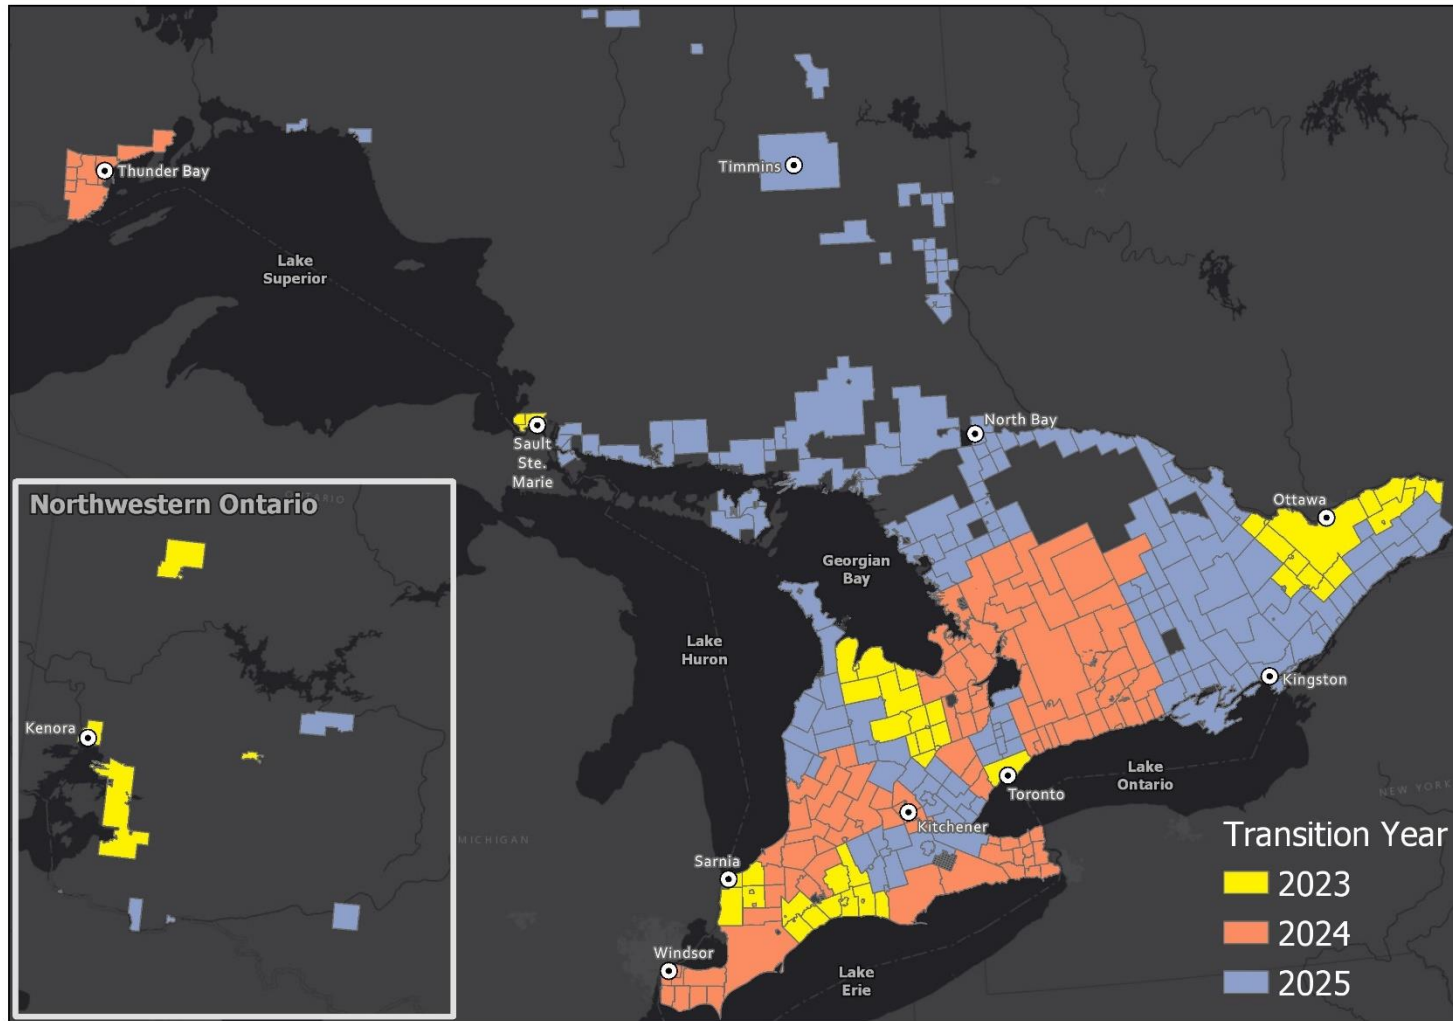 Thunder Bay
Timmins
Lake
Superior
North Bay
Sault
Ste.
Marie
Ottawa
Northwestern Ontario
ONTARIO
Georgian
Bay
Lake
Huron
Kingston
Kenora
Lake
Ontario
Toronto
NEW YORK
Kitchener
MICHIGAN
Sarnia
Windsor
Lake
Erie
Transition Year
2023
2024
2025